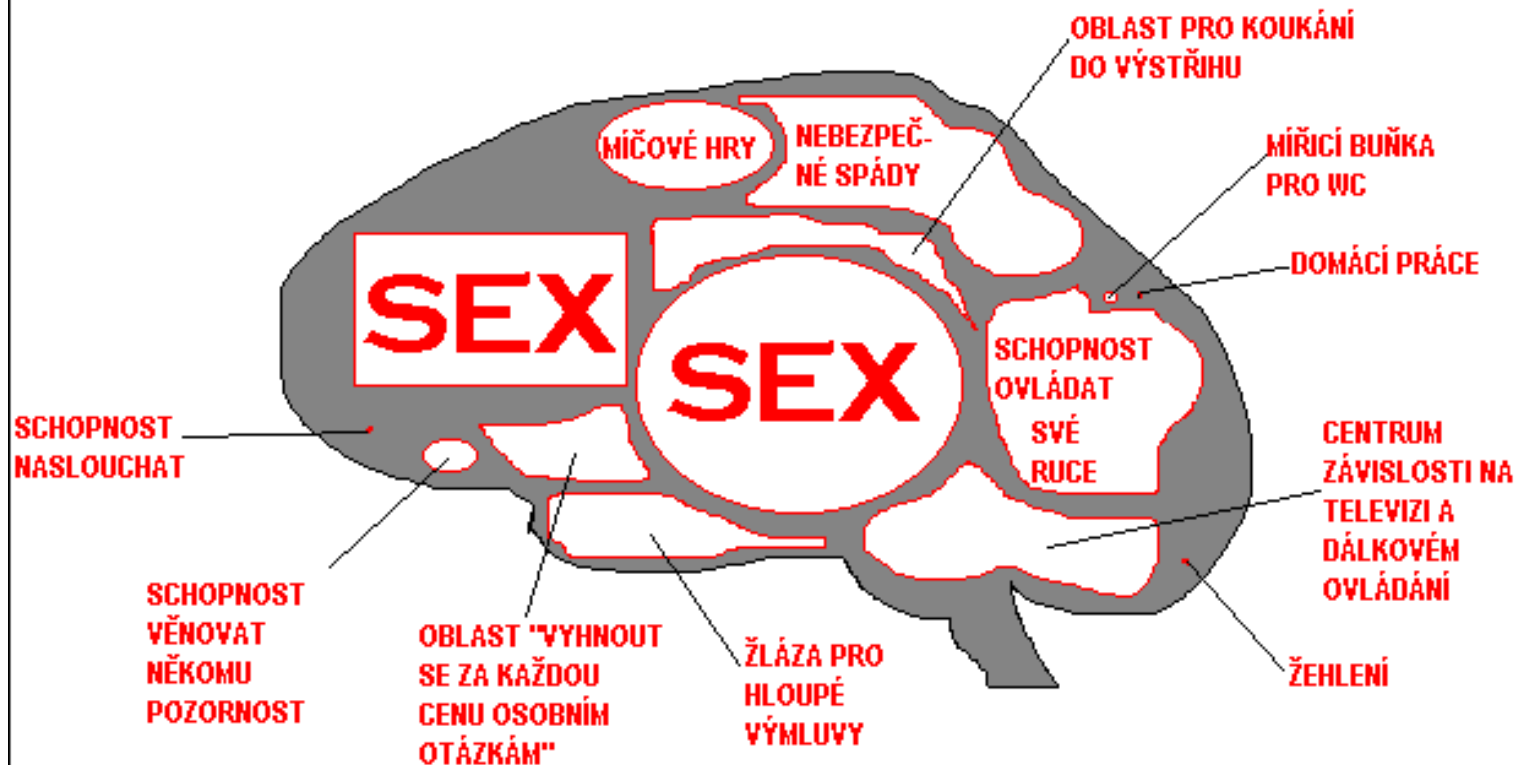 OBLAST PRO KOUKÁNÍ
DO VÝSTŘIHU
MÍČOVÉ HRY
NEBEZPEČ-
NÉ SPÁDY
MÍŘICÍ BUŇKA
PRO WC
DOMÁCÍ PRÁCE
SEX
SEX
SCHOPNOST
OVLÁDAT
SVÉ
RUCE
SCHOPNOST
NASLOUCHAT
CENTRUM
ZÁVISLOSTI NA
TELEVIZI A
DÁLKOVÉM
OVLÁDÁNÍ
SCHOPNOST
VĚNOVAT
NĚKOMU
POZORNOST
OBLAST "VYHNOUT
SE ZA KAŽDOU
CENU OSOBNÍM
OTÁZKÁM"
ŽLÁZA PRO
HLOUPÉ
VÝMLUVY
ŽEHLENÍ